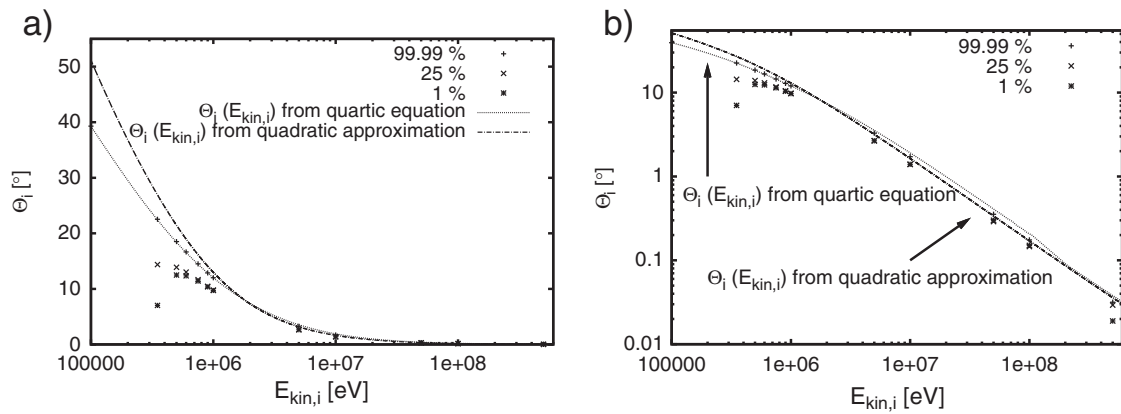 a)
99.99 %
25 %
1 %
Θi (Ekin,i) from quartic equation
Θi (Ekin,i) from quadratic approximation
Θi [°]
50
40
30
20
10
0
100000
1e+06
1e+07
1e+08
Ekin,i [eV]
b)
99.99 %
25 %
1 %
Θi (Ekin,i) from quartic equation
Θi (Ekin,i) from quadratic approximation
Θi [°]
10
1
0.1
0.01
100000
1e+06
1e+07
1e+08
Ekin,i [eV]